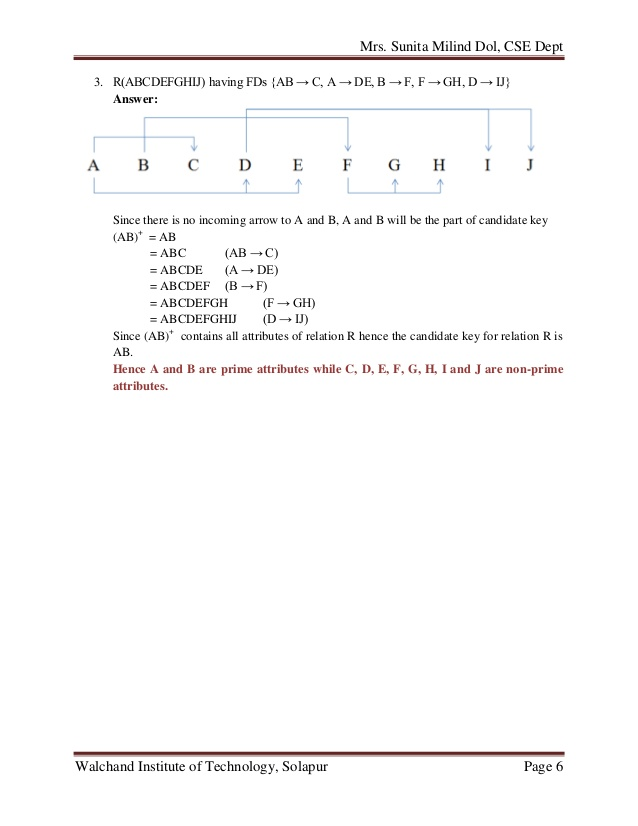 Mrs. Sunita Milind Dol, CSE Dept
3. R(ABCDEFGHIJ) having FDs {AB → C, A → DE, B → F, F → GH, D → IJ}
Answer:
A B C D E F G H I J
Since there is no incoming arrow to A and B, A and B will be the part of candidate key
(AB)⁺ = AB
= ABC (AB → C)
= ABCDE (A → DE)
= ABCDEF (B → F)
= ABCDEFGH (F → GH)
= ABCDEFGHIJ (D → IJ)
Since (AB)⁺ contains all attributes of relation R hence the candidate key for relation R is
AB.
Hence A and B are prime attributes while C, D, E, F, G, H, I and J are non-prime
attributes.
Walchand Institute of Technology, Solapur Page 6